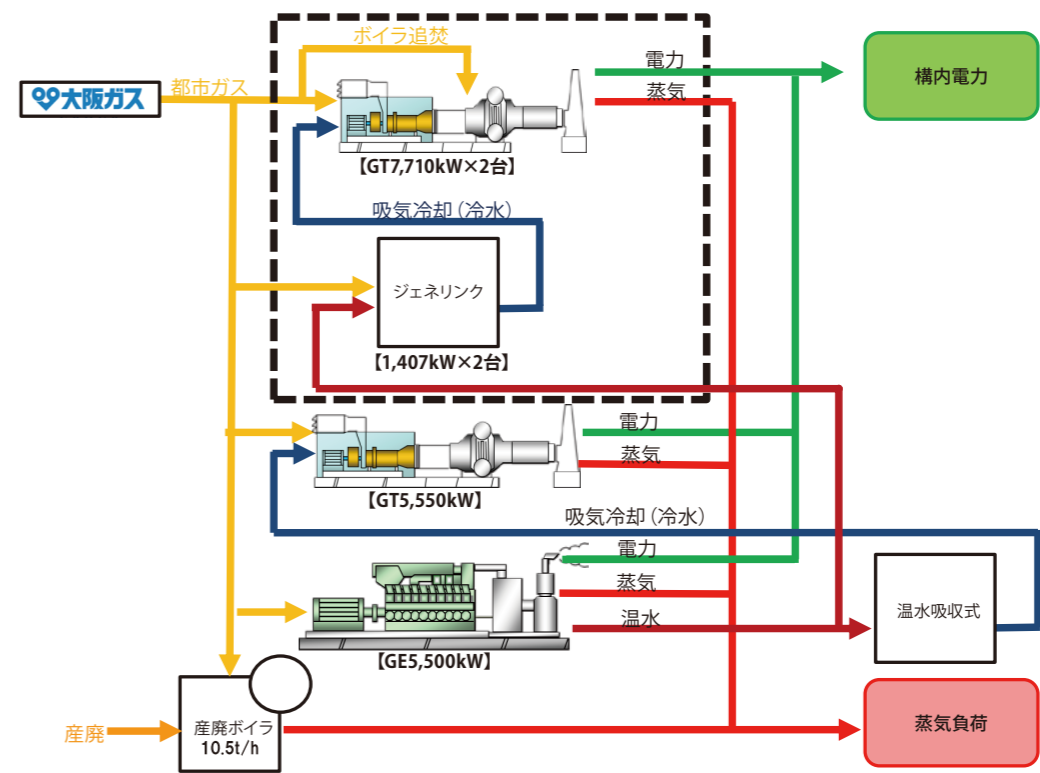 ボイラ追焚
大阪ガス
都市ガス
電力
蒸気
構内電力
【GT7,710kW×2台】
吸気冷却（冷水）
ジェネリンク
【1,407kW×2台】
電力
蒸気
【GT5,550kW】
吸気冷却（冷水）
電力
蒸気
温水
温水吸収式
【GE5,500kW】
産廃
産廃ボイラ
10.5t/h
蒸気負荷